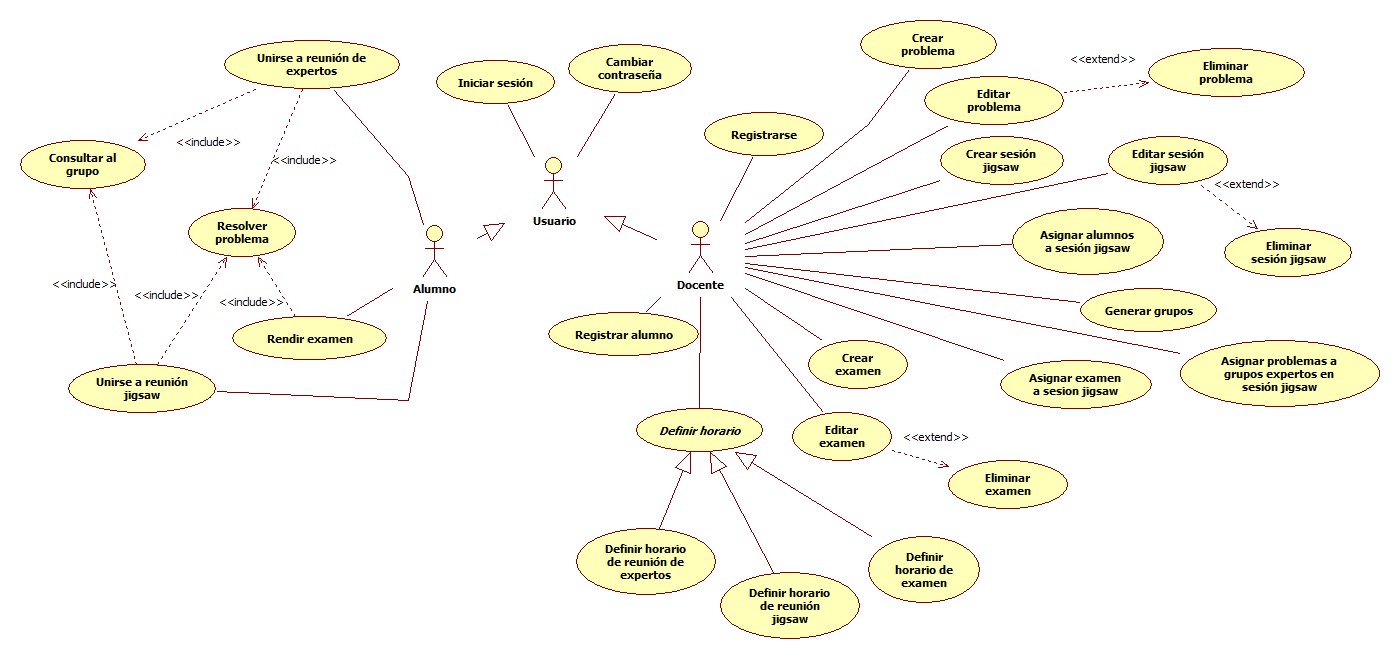 Crear
problema
Unirse a reunión de
expertos
Iniciar sesión
Cambiar
contraseña
<<extend>>
Eliminar
problema
Editar
problema
Registrarse
<<include>>
Consultar al
grupo
<<include>>
Crear sesión
jigsaw
Editar sesión
jigsaw
<<extend>>
Usuario
Resolver
problema
Asignar alumnos
a sesión jigsaw
Eliminar
sesión jigsaw
Alumno
Docente
<<include>>
<<include>>
<<include>>
Generar grupos
Rendir examen
Registrar alumno
Crear
examen
Asignar examen
a sesion jigsaw
Asignar problemas a
grupos expertos en
sesión jigsaw
Unirse a reunión
jigsaw
Definir horario
Editar
examen
<<extend>>
Eliminar
examen
Definir horario
de reunión de
expertos
Definir horario
de reunión
jigsaw
Definir
horario de
examen